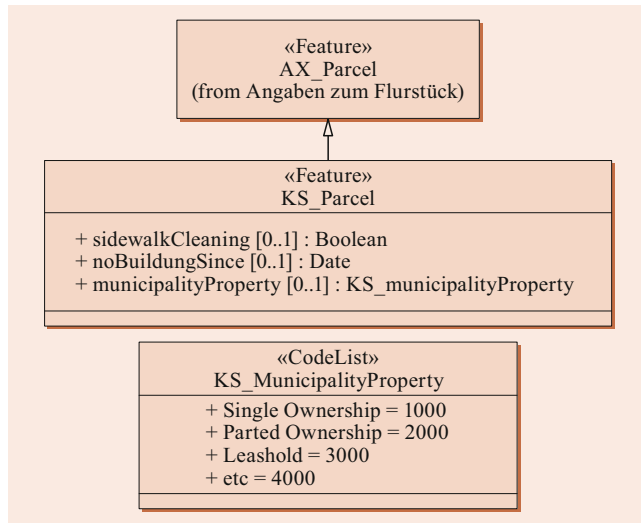 «Feature»
AX_Parcel
(from Angaben zum Flurstück)
«Feature»
KS_Parcel
+ sidewalkCleaning [0..1] : Boolean
+ noBuildungSince [0..1] : Date
+ municipalityProperty [0..1] : KS_municipalityProperty
«CodeList»
KS_MunicipalityProperty
+ Single Ownership = 1000
+ Parted Ownership = 2000
+ Leashold = 3000
+ etc = 4000